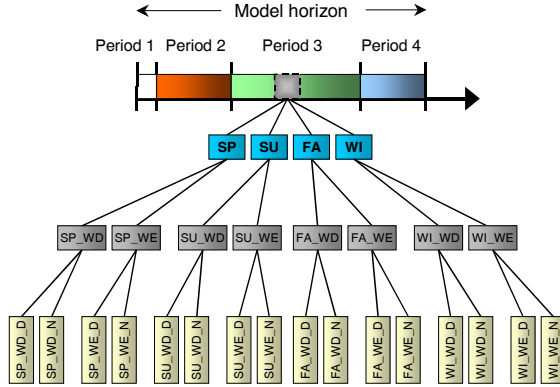 Model horizon
Period 1 Period 2 Period 3 Period 4
SP SU FA WI
SP_WD SP_WE SU_WD SU_WE FA_WD FA_WE WI_WD WI_WE
SP_WD_D SP_WD_N SP_WE_D SP_WE_N SU_WD_D SU_WD_N SU_WE_D SU_WE_N FA_WD_D FA_WD_N FA_WE_D FA_WE_N WI_WD_D WI_WD_N WI_WE_D WI_WE_N